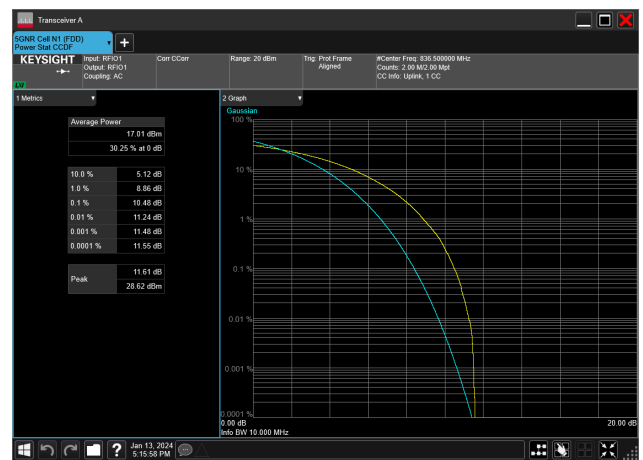 Transceiver A
5GNR Cell N1 (FDD)
Power Stat CCDF
KEYSIGHT
Input: RFIO1
Output: RFIO1
Coupling: AC
Corr CCorr
Range: 20 dBm
Trig: Prot Frame
Aligned
#Center Freq: 836.500000 MHz
Counts: 2.00 M/2.00 Mpt
CC Info: Uplink, 1 CC
1 Metrics
Average Power
17.01 dBm
30.25 % at 0 dB
10.0 % 5.12 dB
1.0 % 8.86 dB
0.1 % 10.48 dB
0.01 % 11.24 dB
0.001 % 11.48 dB
0.0001 % 11.55 dB
Peak
11.61 dB
28.62 dBm
2 Graph
Gaussian
100 %
10 %
1 %
0.1 %
0.01 %
0.001 %
0.0001 %
0.00 dB
20.00 dB
Info BW 10.000 MHz
Jan 13, 2024
5:15:58 PM